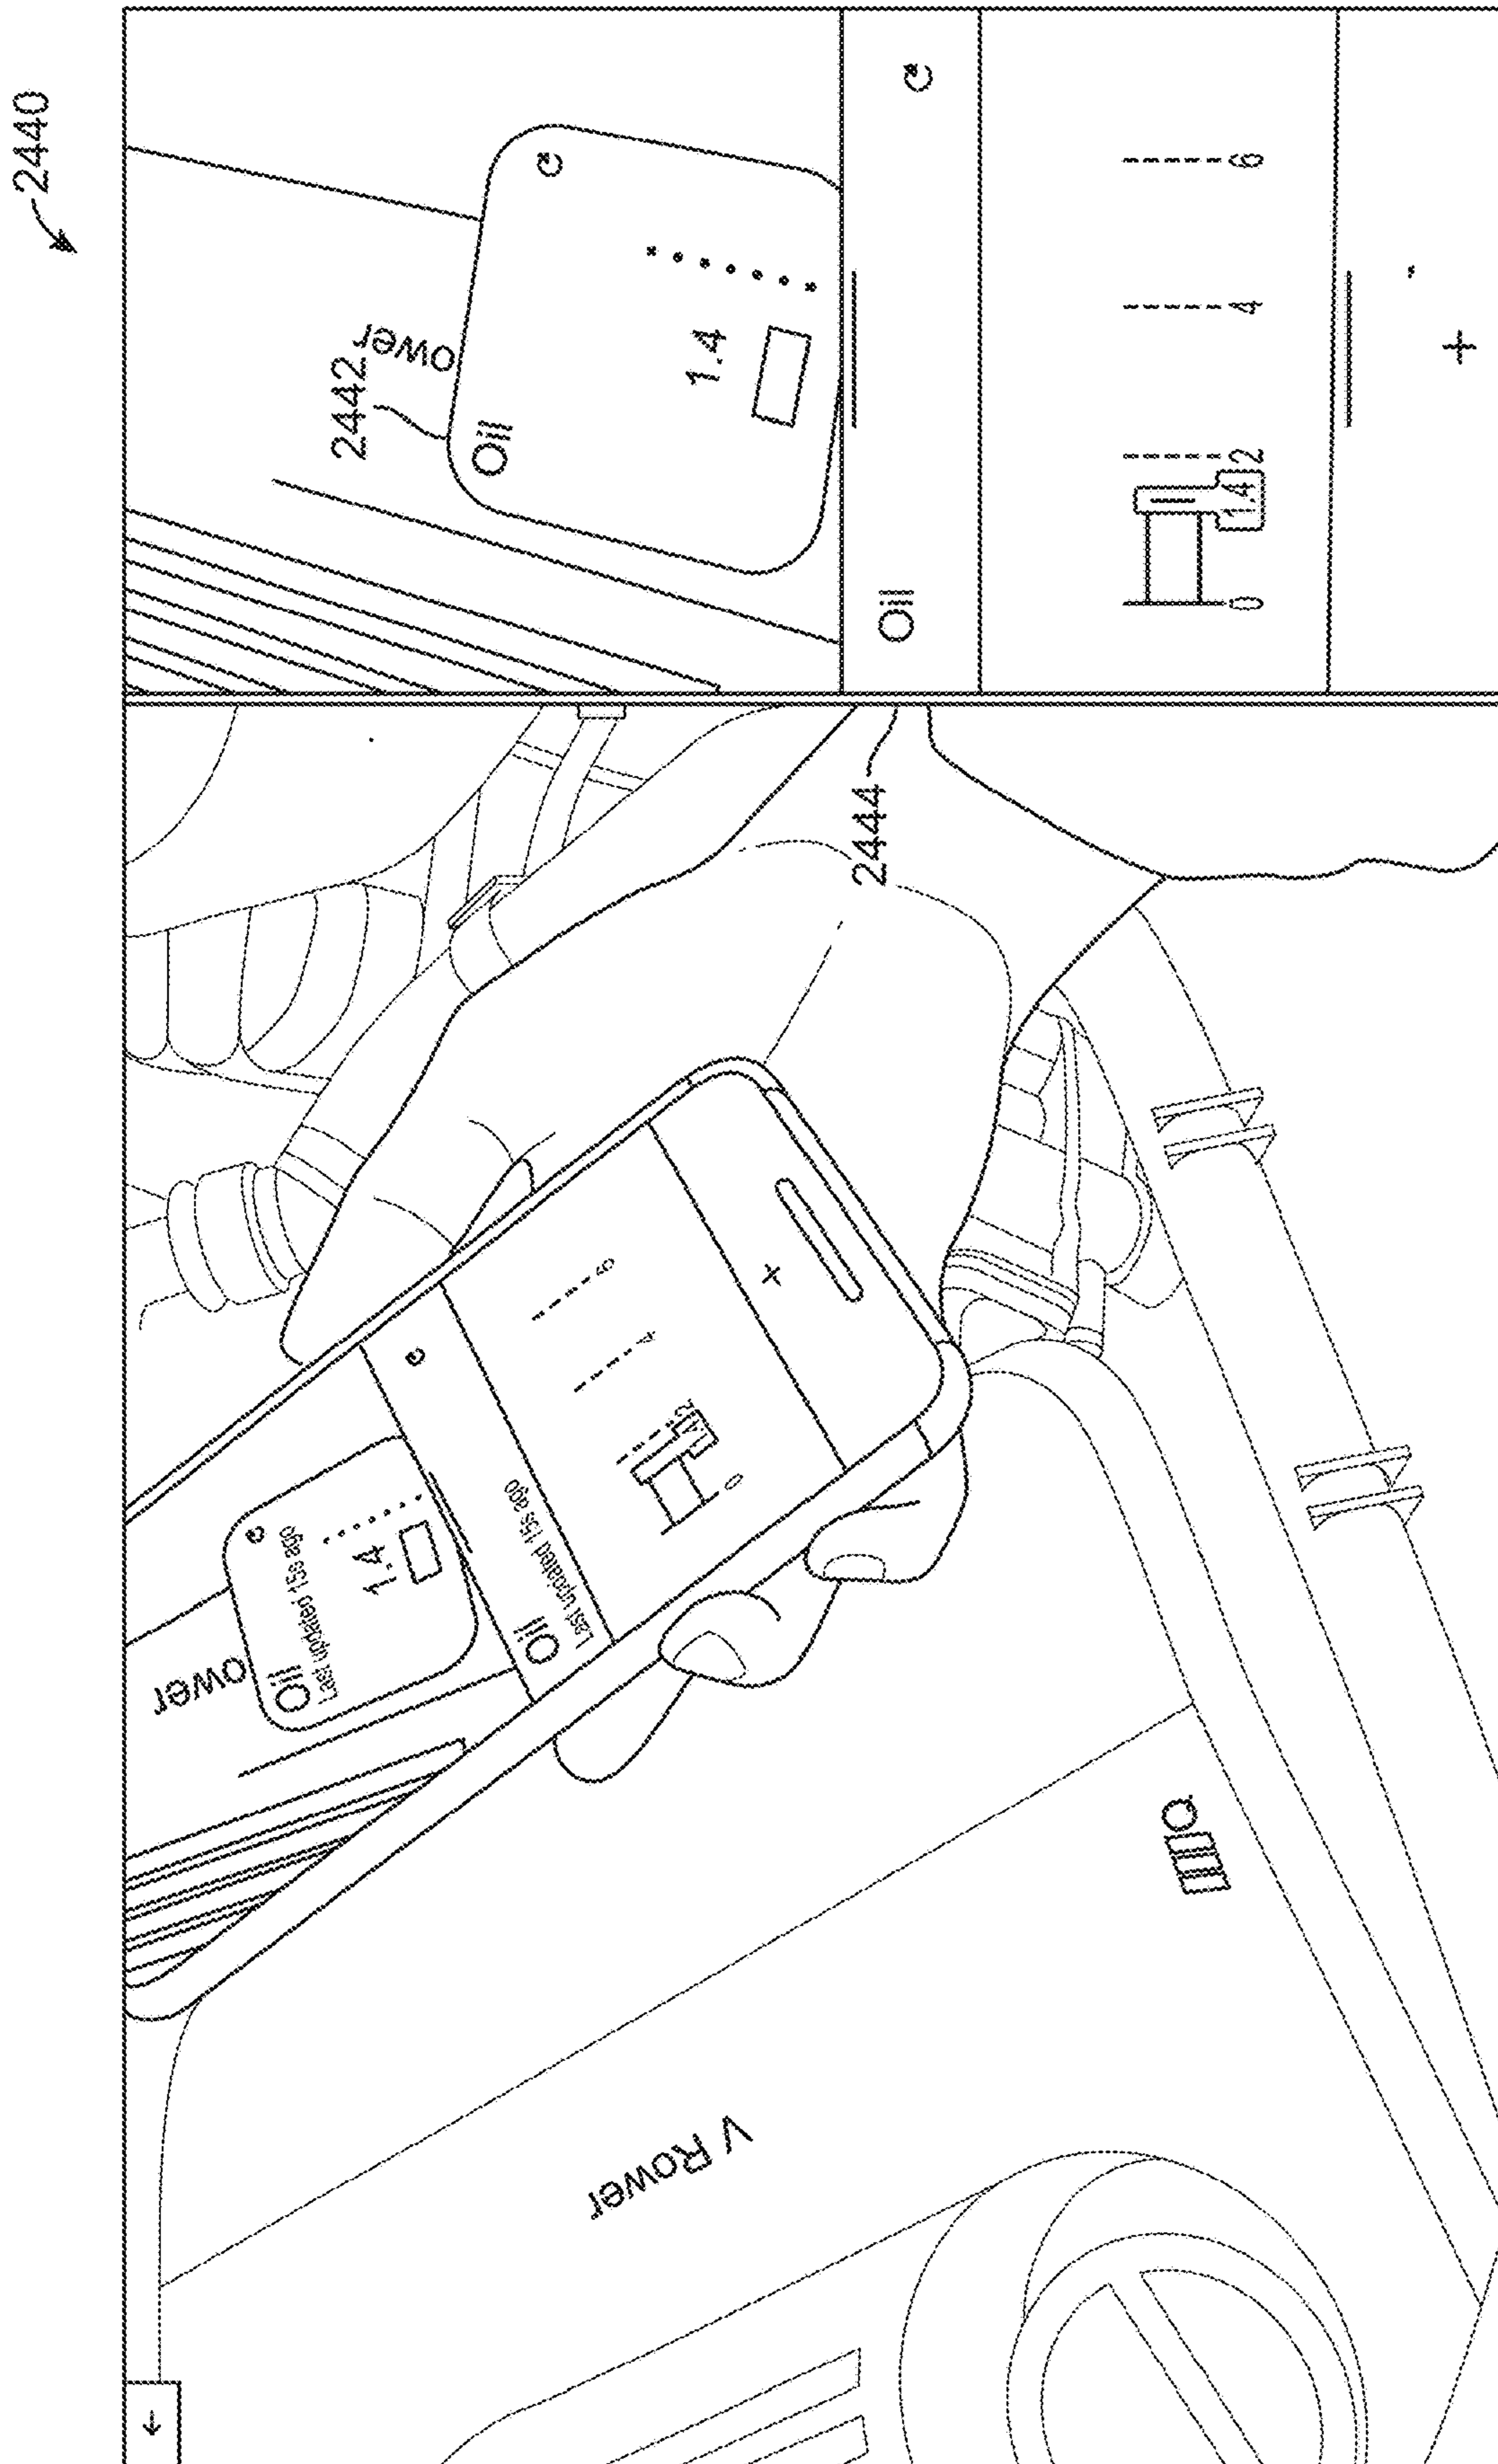 2440
2442
ower
Oil
1.4
Oil
0
1.4
2
4
6
+
2444
ower
Oil
Last updated 15s ago
1.4
Oil
Last updated 15s ago
0
4
6
V Rower